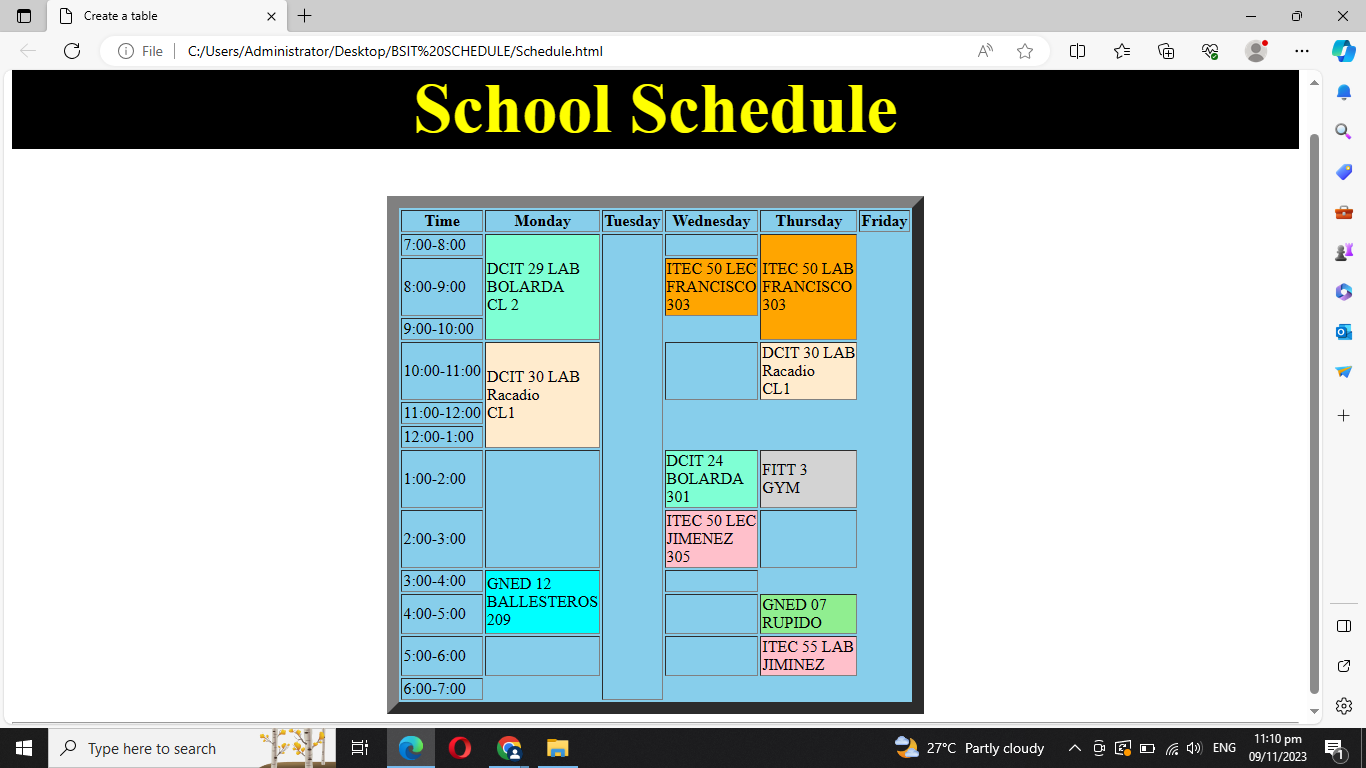 Create a table
File
C:/Users/Administrator/Desktop/BSIT%20SCHEDULE/Schedule.html
School Schedule
Time Monday Tuesday Wednesday Thursday Friday
7:00-8:00
DCIT 29 LAB
BOLARDA
CL 2
ITEC 50 LAB
FRANCISCO
303
8:00-9:00
ITEC 50 LEC
FRANCISCO
303
9:00-10:00
10:00-11:00
DCIT 30 LAB
Racadio
CL1
DCIT 30 LAB
Racadio
CL1
11:00-12:00
12:00-1:00
1:00-2:00
DCIT 24
BOLARDA
301
FITT 3
GYM
2:00-3:00
ITEC 50 LEC
JIMENEZ
305
3:00-4:00
GNED 12
BALLESTEROS
209
4:00-5:00
GNED 07
RUPIDO
5:00-6:00
ITEC 55 LAB
JIMINEZ
6:00-7:00
Type here to search
27°C Partly cloudy
ENG
11:10 pm
09/11/2023
1